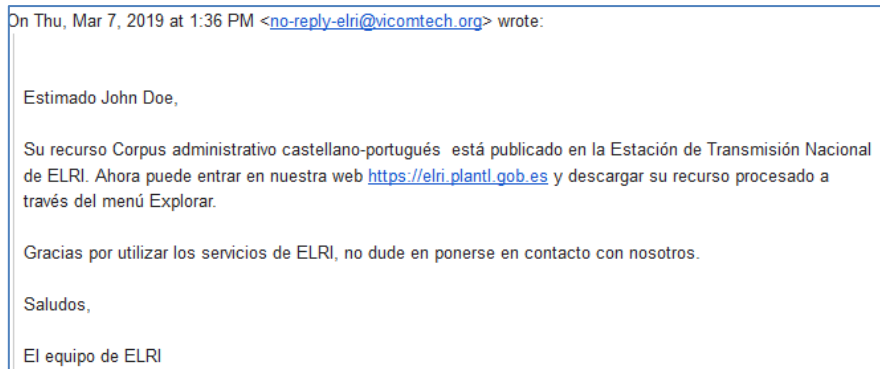 On Thu, Mar 7, 2019 at 1:36 PM <no-reply-elri@vicomtech.org> wrote:
Estimado John Doe,
Su recurso Corpus administrativo castellano-portugués está publicado en la Estación de Transmisión Nacional
de ELRI. Ahora puede entrar en nuestra web https://elri.plantl.gob.es y descargar su recurso procesado a
través del menú Explorar.
Gracias por utilizar los servicios de ELRI, no dude en ponerse en contacto con nosotros.
Saludos,
El equipo de ELRI